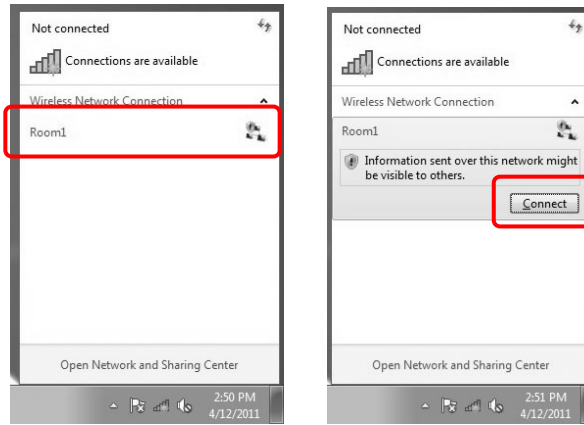 Not connected
Connections are available
Wireless Network Connection
Room1
Open Network and Sharing Center
2:50 PM
4/12/2011
Not connected
Connections are available
Wireless Network Connection
Room1
Information sent over this network might
be visible to others.
Connect
Open Network and Sharing Center
2:51 PM
4/12/2011